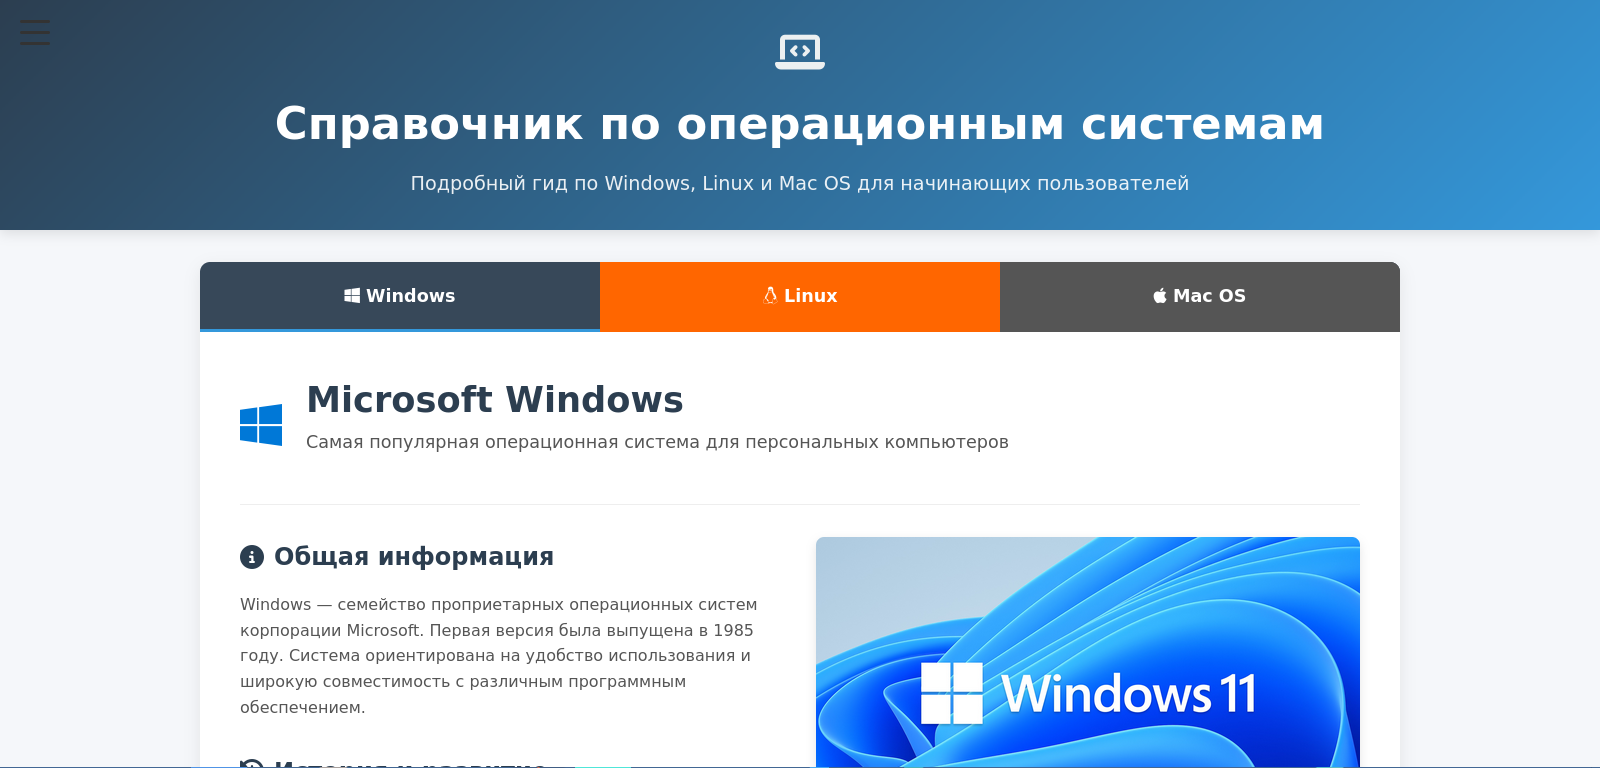 Справочник по операционным системам
Подробный гид по Windows, Linux и Mac OS для начинающих пользователей
Windows
Linux
Mac OS
Microsoft Windows
Самая популярная операционная система для персональных компьютеров
Общая информация
Windows — семейство проприетарных операционных систем
корпорации Microsoft. Первая версия была выпущена в 1985
году. Система ориентирована на удобство использования и
широкую совместимость с различным программным
обеспечением.
Windows 11
История и развитие